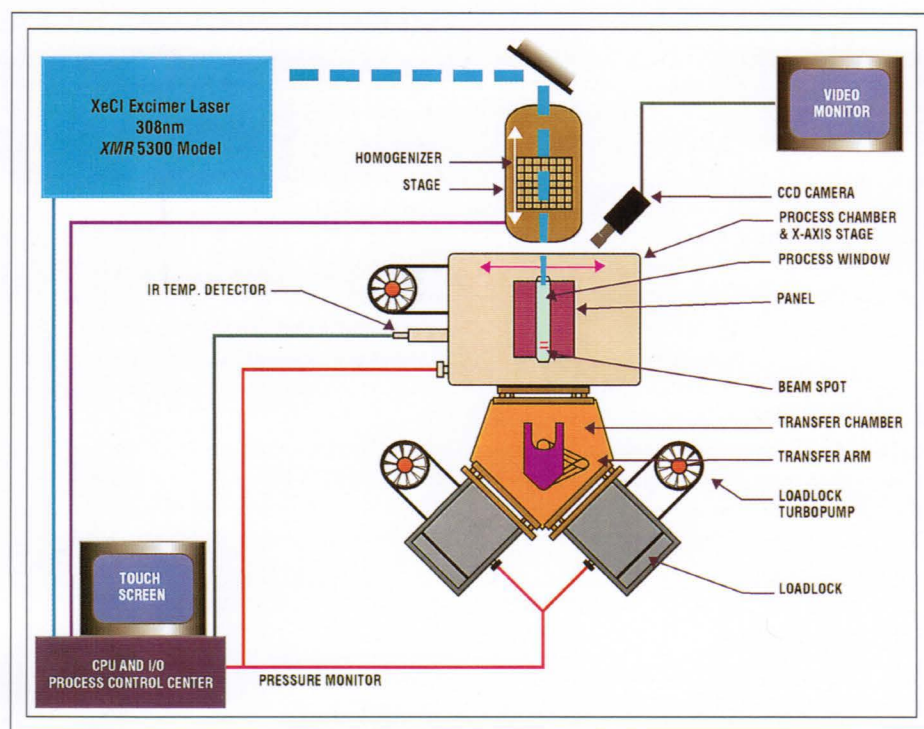 XeCl Excimer Laser
308nm
XMR 5300 Model
VIDEO
MONITOR
HOMOGENIZER
STAGE
CCD CAMERA
PROCESS CHAMBER
& X-AXIS STAGE
PROCESS WINDOW
IR TEMP. DETECTOR
PANEL
BEAM SPOT
TRANSFER CHAMBER
TRANSFER ARM
LOADLOCK
TURBOPUMP
LOADLOCK
TOUCH
SCREEN
CPU AND I/O
PROCESS CONTROL CENTER
PRESSURE MONITOR